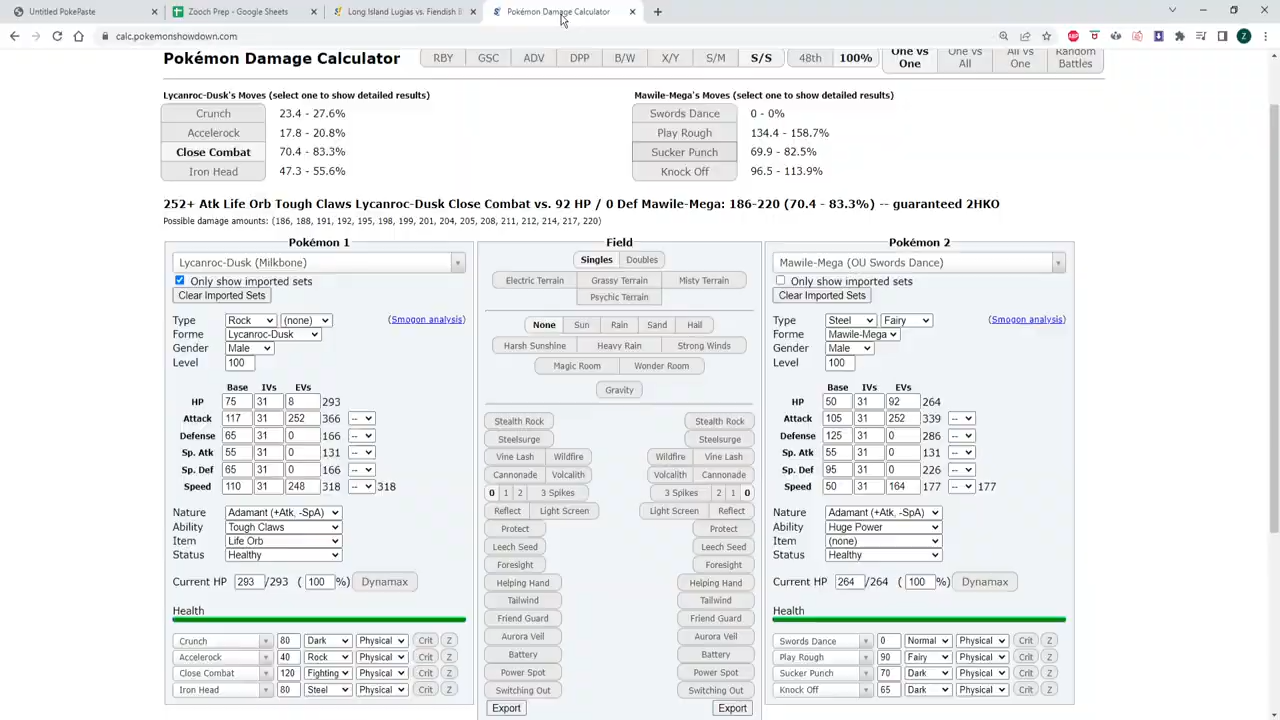 Untitled PokePaste
Zooch Prep - Google Sheets
Long Island Lugias vs. Fiendish B
Pokémon Damage Calculator
calc.pokemonshowdown.com
Z
Pokémon Damage Calculator
RBY GSC ADV DPP B/W X/Y S/M S/S 48th 100%
One vs One
One vs All
All vs One
Random Battles
Lycanroc-Dusk's Moves (select one to show detailed results)
Crunch 23.4 - 27.6%
Accelerock 17.8 - 20.8%
Close Combat 70.4 - 83.3%
Iron Head 47.3 - 55.6%
Mawile-Mega's Moves (select one to show detailed results)
Swords Dance 0 - 0%
Play Rough 134.4 - 158.7%
Sucker Punch 69.9 - 82.5%
Knock Off 96.5 - 113.9%
252+ Atk Life Orb Tough Claws Lycanroc-Dusk Close Combat vs. 92 HP / 0 Def Mawile-Mega: 186-220 (70.4 - 83.3%) -- guaranteed 2HKO
Possible damage amounts: (186, 188, 191, 192, 195, 198, 199, 201, 204, 205, 208, 211, 212, 214, 217, 220)
Pokémon 1
Lycanroc-Dusk (Milkbone)
Only show imported sets
Clear Imported Sets
Type Rock (none) (Smogon analysis)
Forme Lycanroc-Dusk
Gender Male
Level 100
Base IVs EVs
HP 75 31 8 293
Attack 117 31 252 366 --
Defense 65 31 0 166 --
Sp. Atk 55 31 0 131 --
Sp. Def 65 31 0 166 --
Speed 110 31 248 318 -- 318
Nature Adamant (+Atk, -SpA)
Ability Tough Claws
Item Life Orb
Status Healthy
Current HP 293 /293 ( 100 %) Dynamax
Health
Crunch 80 Dark Physical Crit Z
Accelerock 40 Rock Physical Crit Z
Close Combat 120 Fighting Physical Crit Z
Iron Head 80 Steel Physical Crit Z
Field
Singles Doubles
Electric Terrain Grassy Terrain Misty Terrain
Psychic Terrain
None Sun Rain Sand Hail
Harsh Sunshine Heavy Rain Strong Winds
Magic Room Wonder Room
Gravity
Stealth Rock Stealth Rock
Steelsurge Steelsurge
Vine Lash Wildfire Wildfire Vine Lash
Cannonade Volcalith Volcalith Cannonade
0 1 2 3 Spikes 3 Spikes 2 1 0
Reflect Light Screen Light Screen Reflect
Protect Protect
Leech Seed Leech Seed
Foresight Foresight
Helping Hand Helping Hand
Tailwind Tailwind
Friend Guard Friend Guard
Aurora Veil Aurora Veil
Battery Battery
Power Spot Power Spot
Switching Out Switching Out
Export Export
Pokémon 2
Mawile-Mega (OU Swords Dance)
Only show imported sets
Clear Imported Sets
Type Steel Fairy (Smogon analysis)
Forme Mawile-Mega
Gender Male
Level 100
Base IVs EVs
HP 50 31 92 264
Attack 105 31 252 339 --
Defense 125 31 0 286 --
Sp. Atk 55 31 0 131 --
Sp. Def 95 31 0 226 --
Speed 50 31 164 177 -- 177
Nature Adamant (+Atk, -SpA)
Ability Huge Power
Item (none)
Status Healthy
Current HP 264 /264 ( 100 %) Dynamax
Health
Swords Dance 0 Normal Physical Crit Z
Play Rough 90 Fairy Physical Crit Z
Sucker Punch 70 Dark Physical Crit Z
Knock Off 65 Dark Physical Crit Z